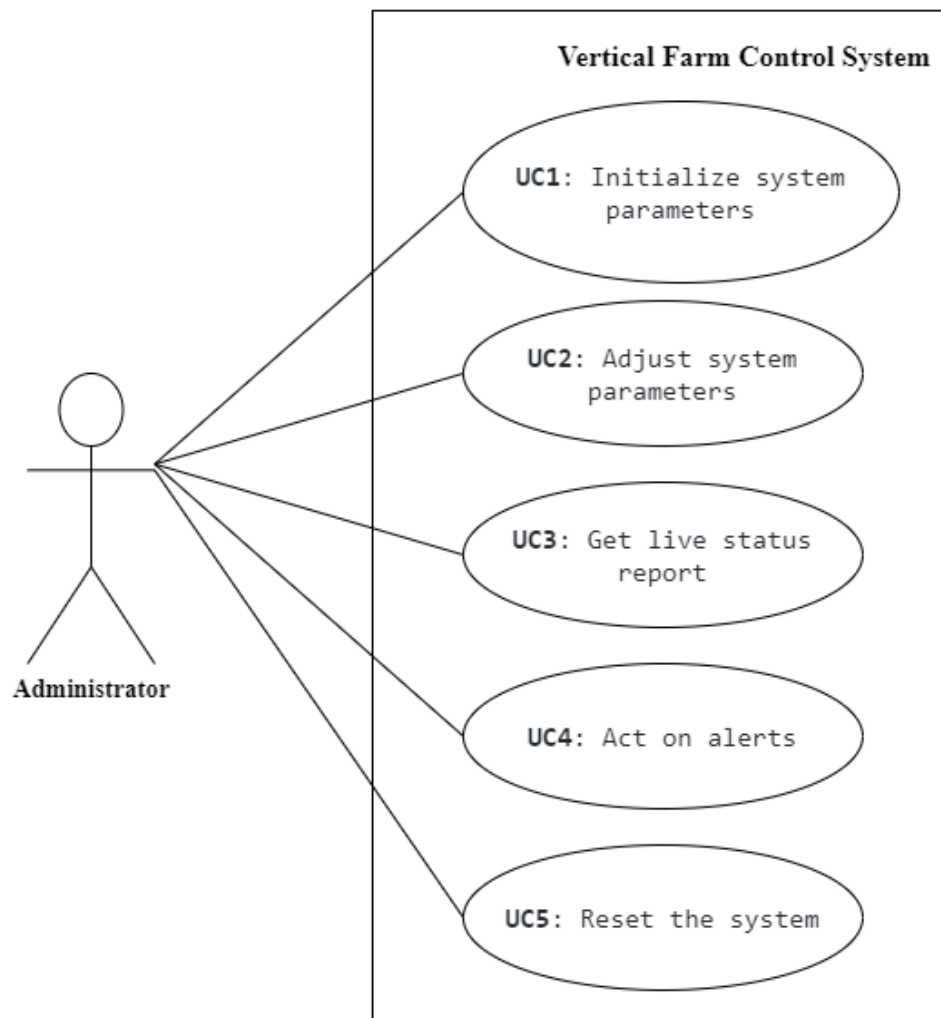 Vertical Farm Control System
UC1: Initialize system
parameters
UC2: Adjust system
parameters
UC3: Get live status
report
Administrator
UC4: Act on alerts
UC5: Reset the system